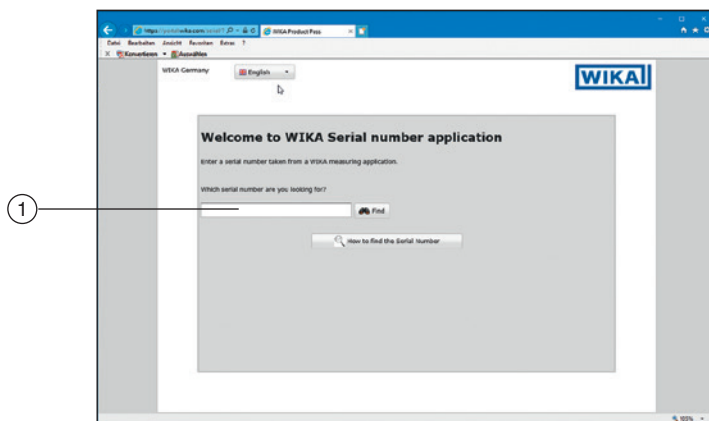 WIKA Product Pass
Datei Bearbeiten Ansicht Favoriten Extras ?
X Konvertieren Auswählen
WIKA Germany English
WIKA
Welcome to WIKA Serial number application
Enter a serial number taken from a WIKA measuring application.
Which serial number are you looking for?
1
Find
How to find the Serial Number